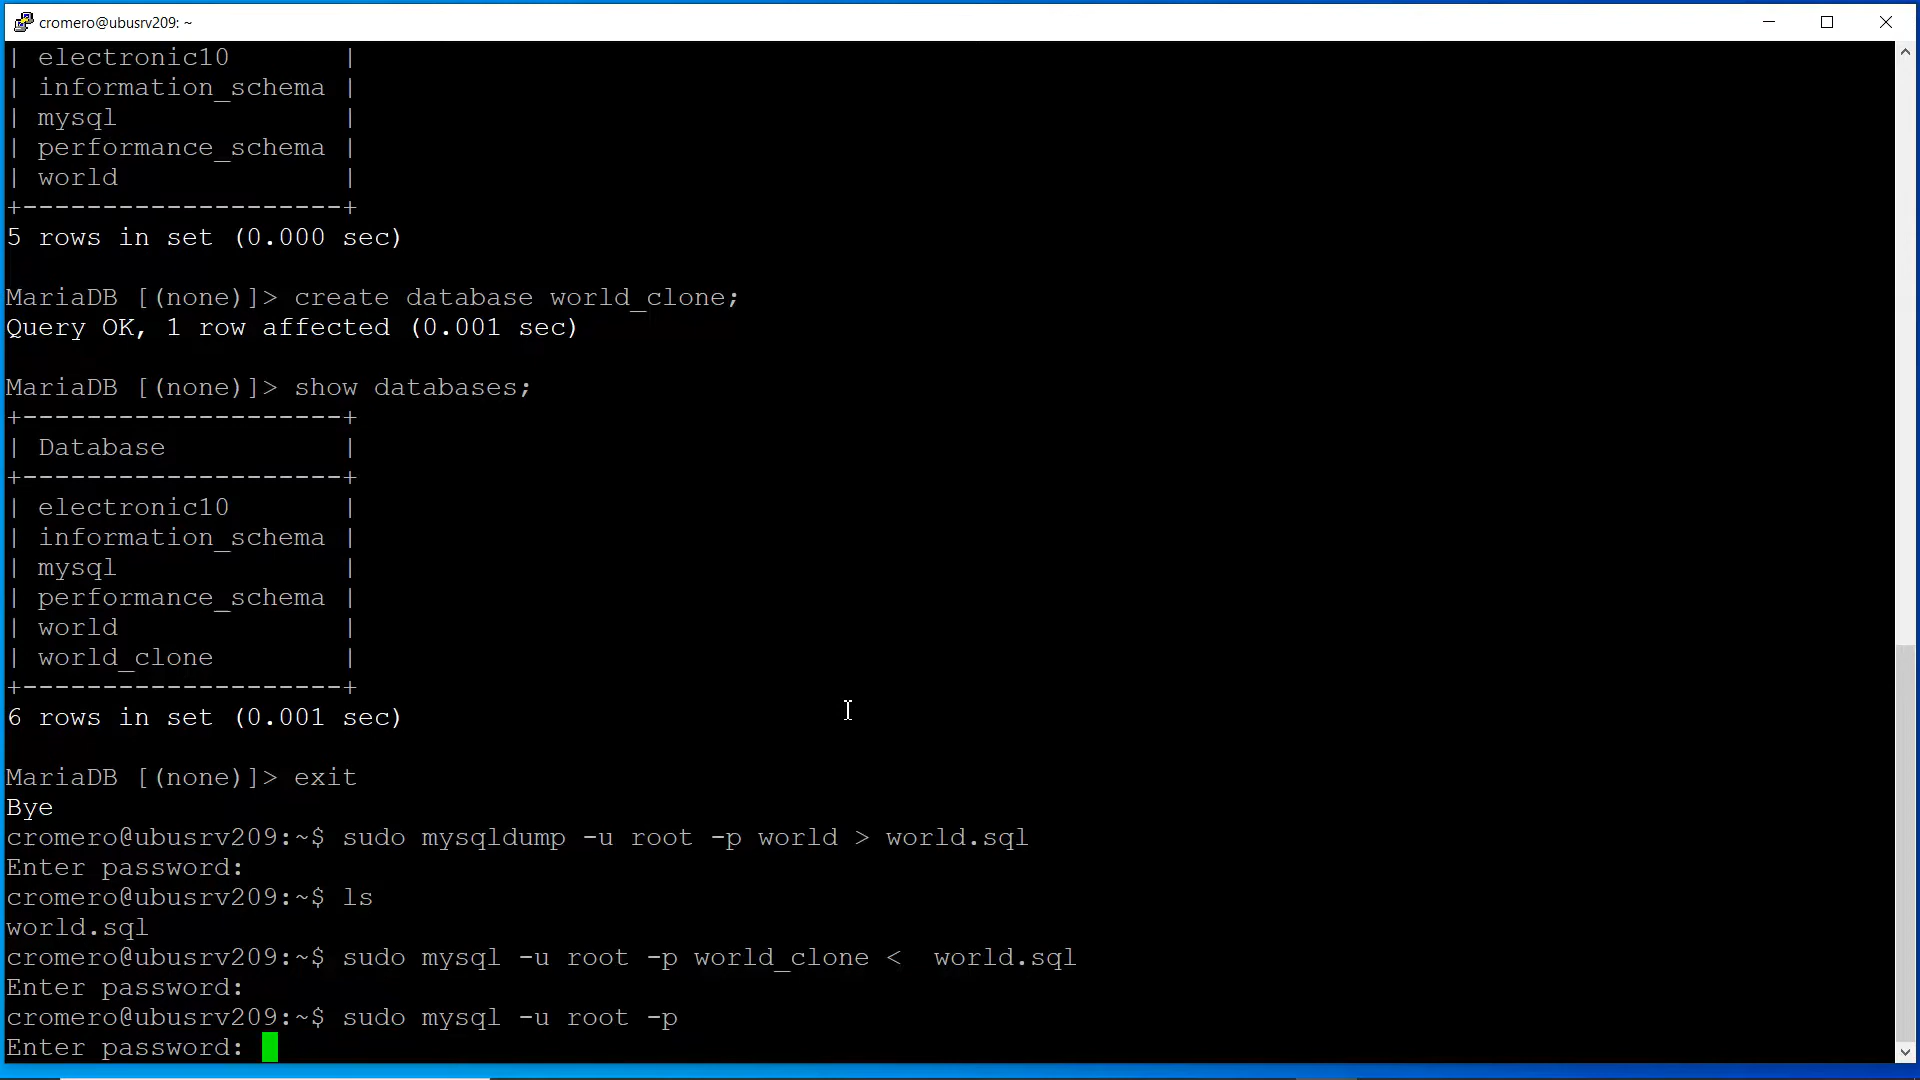 cromero@ubusrv209: ~
| electronic10       |
| information_schema |
| mysql              |
| performance_schema |
| world              |
+--------------------+
5 rows in set (0.000 sec)
MariaDB [(none)]> create database world_clone;
Query OK, 1 row affected (0.001 sec)
MariaDB [(none)]> show databases;
+--------------------+
| Database           |
+--------------------+
| electronic10       |
| information_schema |
| mysql              |
| performance_schema |
| world              |
| world_clone        |
+--------------------+
6 rows in set (0.001 sec)
MariaDB [(none)]> exit
Bye
cromero@ubusrv209:~$ sudo mysqldump -u root -p world > world.sql
Enter password:
cromero@ubusrv209:~$ ls
world.sql
cromero@ubusrv209:~$ sudo mysql -u root -p world_clone <  world.sql
Enter password:
cromero@ubusrv209:~$ sudo mysql -u root -p
Enter password: